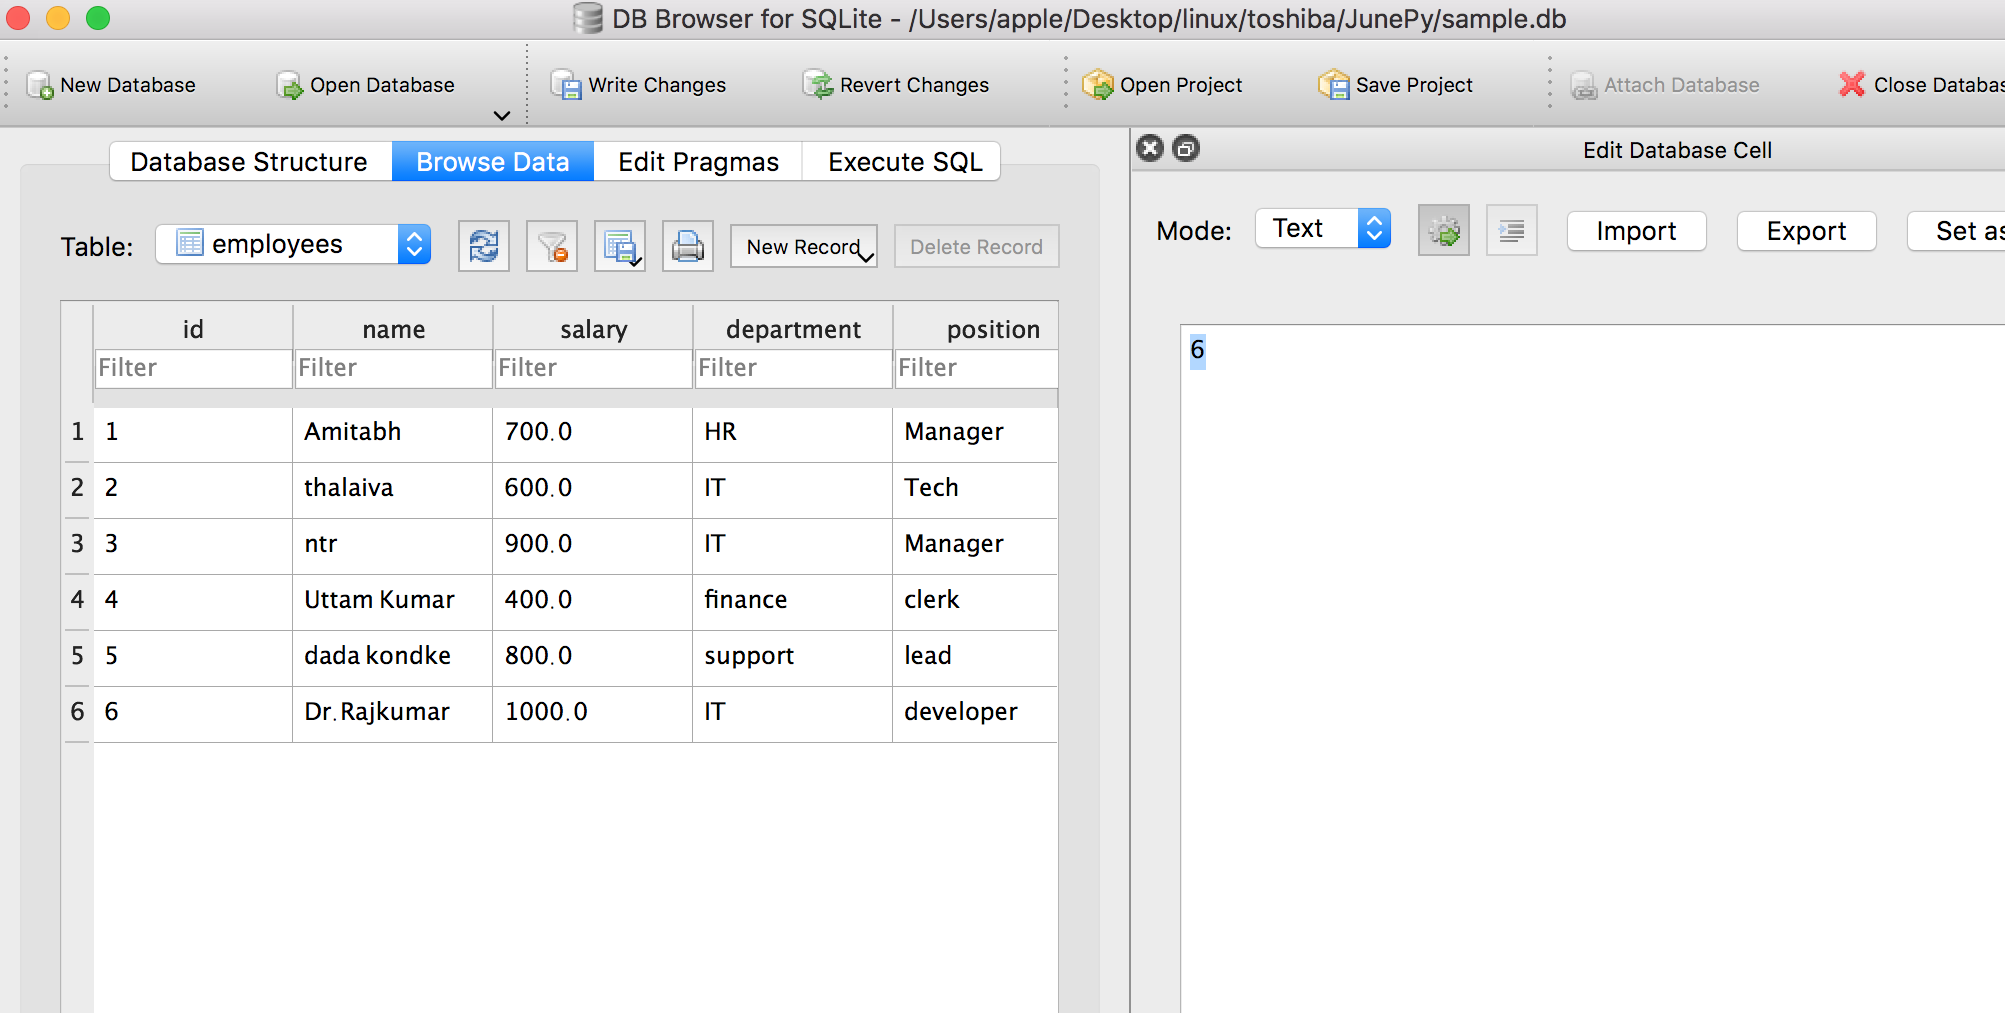 DB Browser for SQLite - /Users/apple/Desktop/linux/toshiba/JunePy/sample.db
New Database Open Database Write Changes Revert Changes Open Project Save Project Attach Database Close Databas
Database Structure Browse Data Edit Pragmas Execute SQL
Edit Database Cell
Table: employees New Record Delete Record
Mode: Text Import Export Set as
id name salary department position
Filter Filter Filter Filter Filter
6
1 1 Amitabh 700.0 HR Manager
2 2 thalaiva 600.0 IT Tech
3 3 ntr 900.0 IT Manager
4 4 Uttam Kumar 400.0 finance clerk
5 5 dada kondke 800.0 support lead
6 6 Dr.Rajkumar 1000.0 IT developer